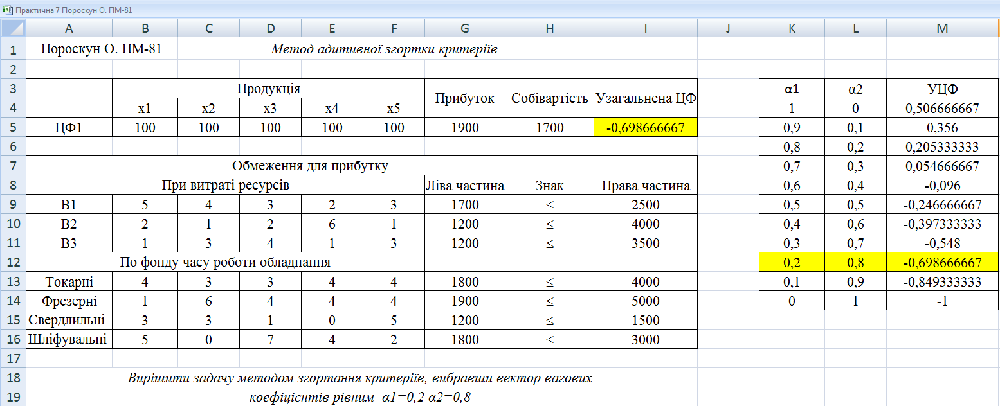 Практична 7 Пороскун О. ПМ-81
A B C D E F G H I J K L M
1 Пороскун О. ПМ-81 Метод адитивної згортки критеріїв
2
3 Продукція Прибуток Собівартість Узагальнена ЦФ α1 α2 УЦФ
4 x1 x2 x3 x4 x5 1 0 0,506666667
5 ЦФ1 100 100 100 100 100 1900 1700 -0,698666667 0,9 0,1 0,356
6 0,8 0,2 0,205333333
7 Обмеження для прибутку 0,7 0,3 0,054666667
8 При витраті ресурсів Ліва частина Знак Права частина 0,6 0,4 -0,096
9 В1 5 4 3 2 3 1700 ≤ 2500 0,5 0,5 -0,246666667
10 В2 2 1 2 6 1 1200 ≤ 4000 0,4 0,6 -0,397333333
11 В3 1 3 4 1 3 1200 ≤ 3500 0,3 0,7 -0,548
12 По фонду часу роботи обладнання 0,2 0,8 -0,698666667
13 Токарні 4 3 3 4 4 1800 ≤ 4000 0,1 0,9 -0,849333333
14 Фрезерні 1 6 4 4 4 1900 ≤ 5000 0 1 -1
15 Свердлильні 3 3 1 0 5 1200 ≤ 1500
16 Шліфувальні 5 0 7 4 2 1800 ≤ 3000
17
18 Вирішити задачу методом згортання критеріїв, вибравши вектор вагових
19 коефіцієнтів рівним α1=0,2 α2=0,8